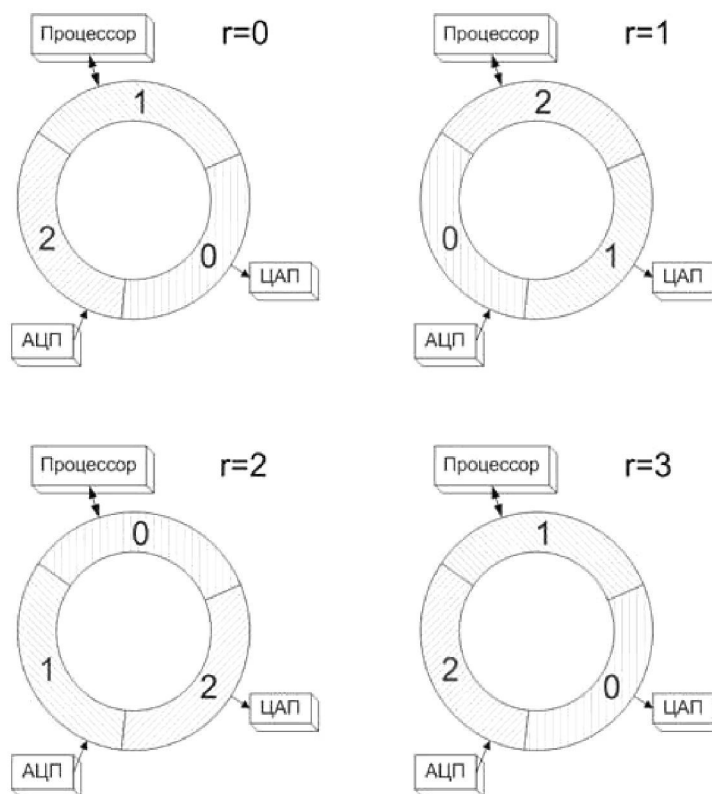 Процессор
r=0
1
2
0
ЦАП
АЦП
Процессор
r=1
2
0
1
ЦАП
АЦП
Процессор
r=2
0
1
2
ЦАП
АЦП
Процессор
r=3
1
2
0
ЦАП
АЦП